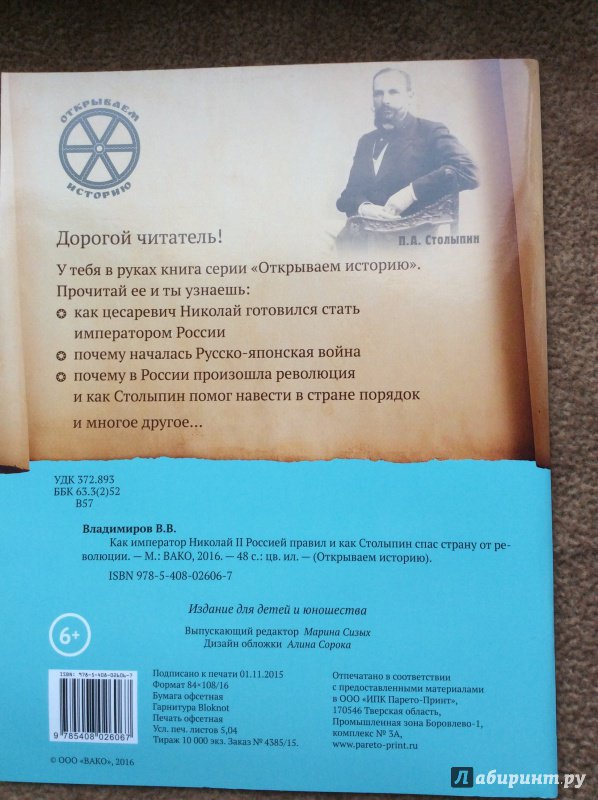 ОТКРЫВАЕМ
ИСТОРИЮ
П.А. Столыпин
Дорогой читатель!
У тебя в руках книга серии «Открываем историю».
Прочитай ее и ты узнаешь:
как цесаревич Николай готовился стать
императором России
почему началась Русско-японская война
почему в России произошла революция
и как Столыпин помог навести в стране порядок
и многое другое...
УДК 372.893
ББК 63.3(2)52
В57
Владимиров В.В.
Как император Николай II Россией правил и как Столыпин спас страну от ре-
волюции. — М.: ВАКО, 2016. — 48 с.: цв. ил. — (Открываем историю).
ISBN 978-5-408-02606-7
Издание для детей и юношества
Выпускающий редактор Марина Сизых
Дизайн обложки Алина Сорока
6+
ISBN: 978-5-408-02606-7
9 785408 026067
© ООО «ВАКО», 2016
Подписано к печати 01.11.2015
Формат 84×108/16
Бумага офсетная
Гарнитура Bloknot
Печать офсетная
Усл. печ. листов 5,04
Тираж 10 000 экз. Заказ № 4385/15.
Отпечатано в соответствии
с предоставленными материалами
в ООО «ИПК Парето-Принт»,
170546 Тверская область,
Промышленная зона Боровлево-1,
комплекс № 3А,
www.pareto-print.ru
Лабиринт.ру